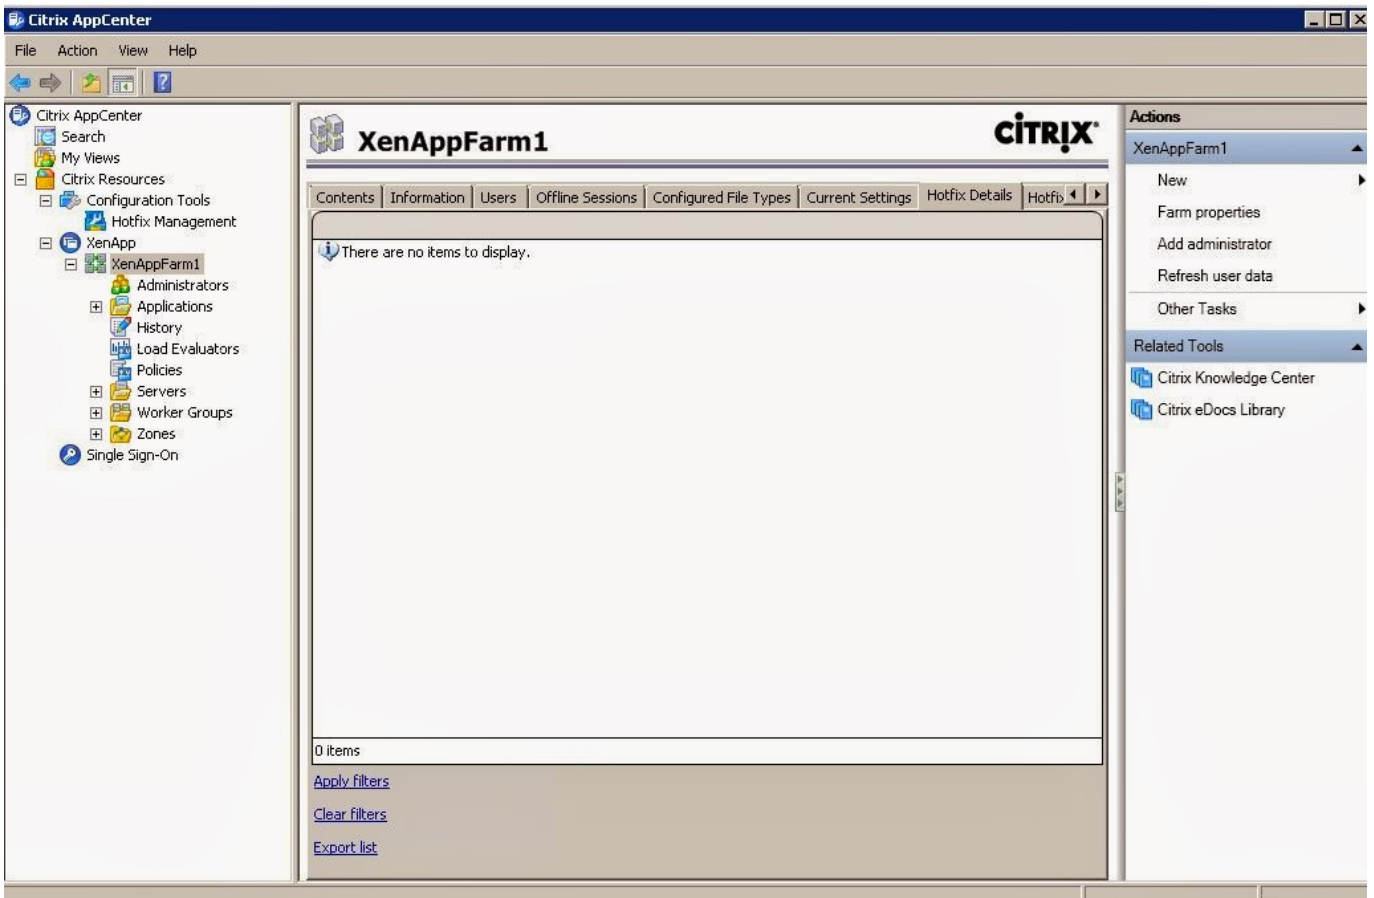 Citrix AppCenter
File Action View Help
Citrix AppCenter
Search
My Views
Citrix Resources
Configuration Tools
Hotfix Management
XenApp
XenAppFarm1
Administrators
Applications
History
Load Evaluators
Policies
Servers
Worker Groups
Zones
Single Sign-On
XenAppFarm1
CITRIX
Contents Information Users Offline Sessions Configured File Types Current Settings Hotfix Details Hotfix
There are no items to display.
0 items
Apply filters
Clear filters
Export list
Actions
XenAppFarm1
New
Farm properties
Add administrator
Refresh user data
Other Tasks
Related Tools
Citrix Knowledge Center
Citrix eDocs Library